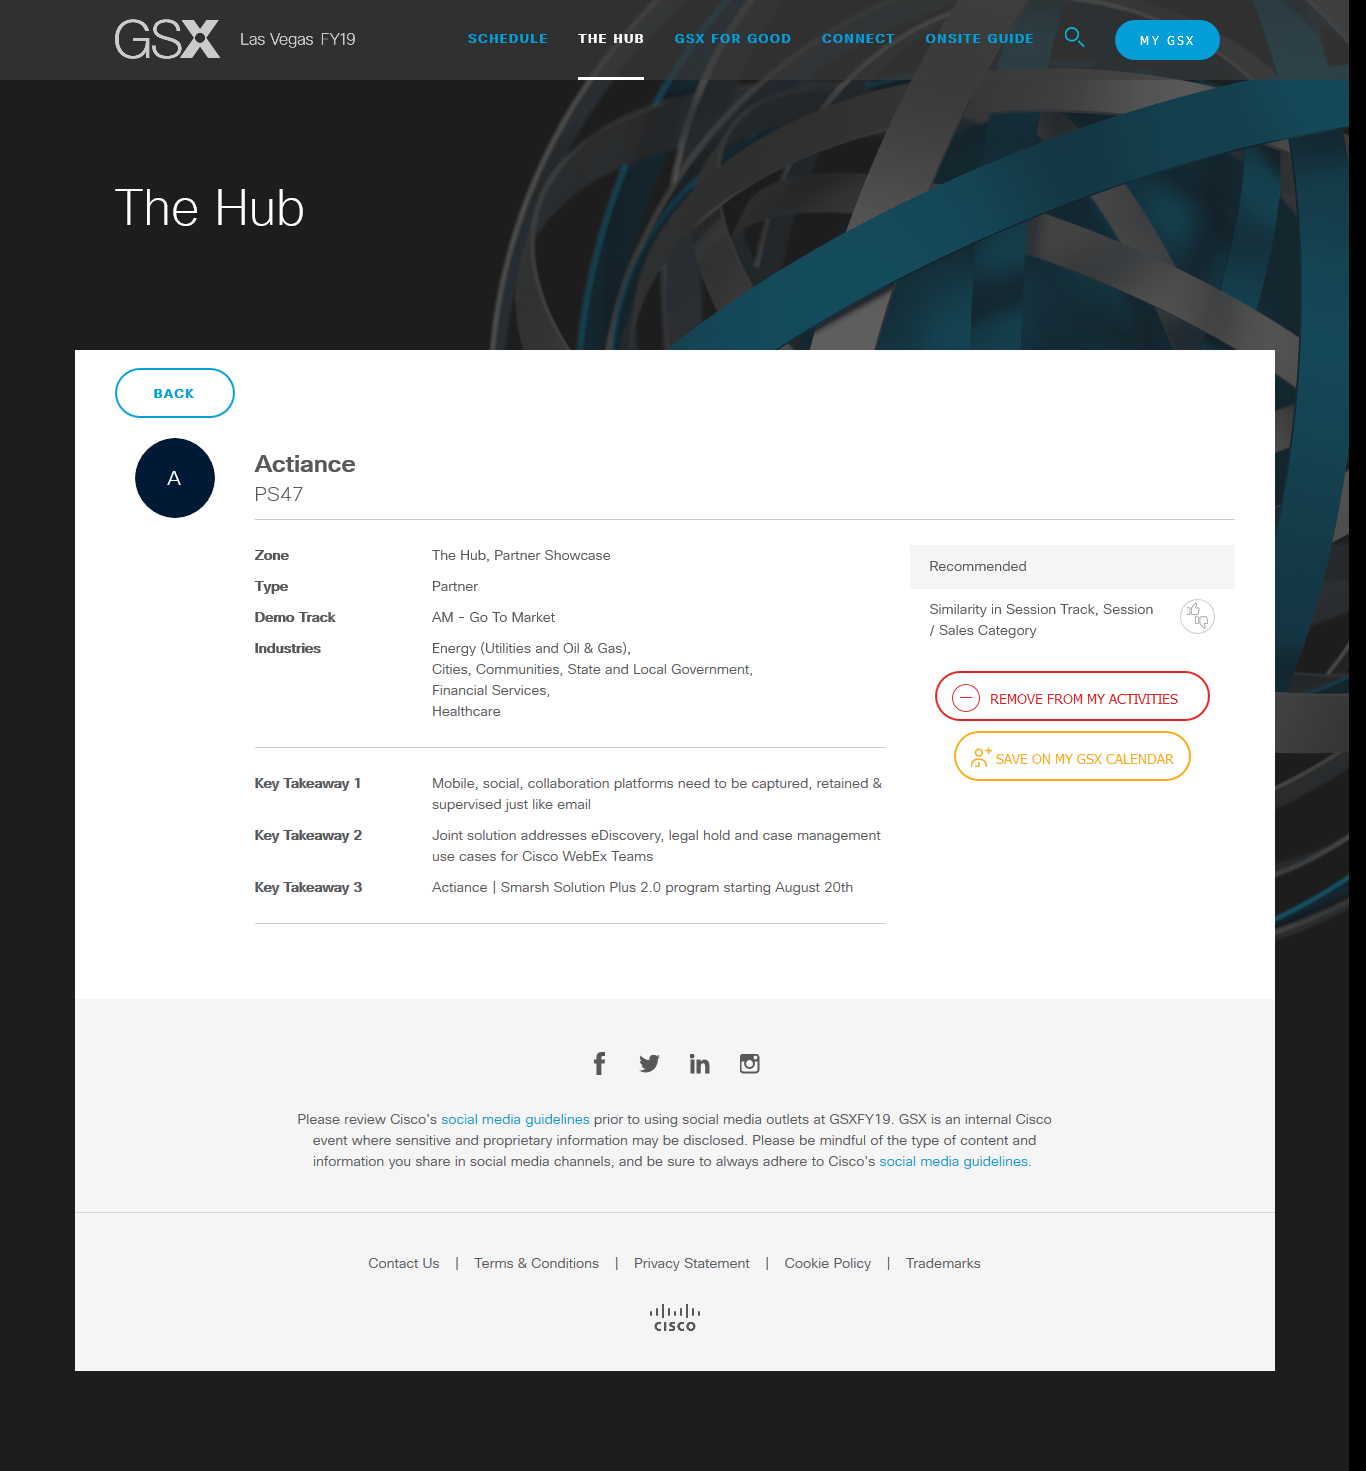 GSX Las Vegas FY19
SCHEDULE THE HUB GSX FOR GOOD CONNECT ONSITE GUIDE MY GSX
The Hub
BACK
A
Actiance
PS47
Zone The Hub, Partner Showcase
Type Partner
Demo Track AM - Go To Market
Industries Energy (Utilities and Oil & Gas),
Cities, Communities, State and Local Government,
Financial Services,
Healthcare
Key Takeaway 1 Mobile, social, collaboration platforms need to be captured, retained &
supervised just like email
Key Takeaway 2 Joint solution addresses eDiscovery, legal hold and case management
use cases for Cisco WebEx Teams
Key Takeaway 3 Actiance | Smarsh Solution Plus 2.0 program starting August 20th
Recommended
Similarity in Session Track, Session
/ Sales Category
REMOVE FROM MY ACTIVITIES
SAVE ON MY GSX CALENDAR
Please review Cisco's social media guidelines prior to using social media outlets at GSXFY19. GSX is an internal Cisco
event where sensitive and proprietary information may be disclosed. Please be mindful of the type of content and
information you share in social media channels, and be sure to always adhere to Cisco's social media guidelines.
Contact Us | Terms & Conditions | Privacy Statement | Cookie Policy | Trademarks
CISCO